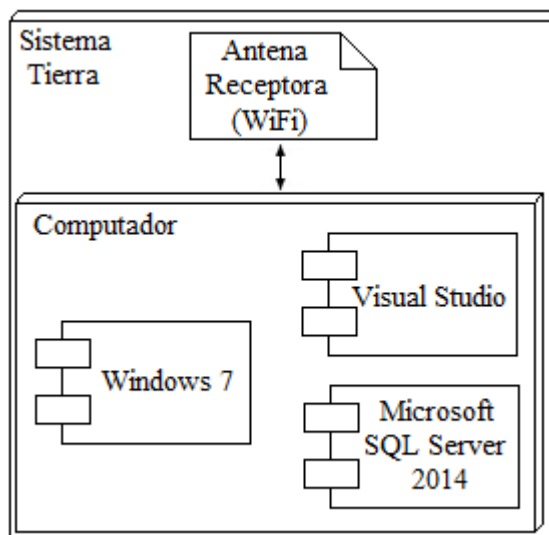 Sistema
Tierra
Antena
Receptora
(WiFi)
Computador
Visual Studio
Windows 7
Microsoft
SQL Server
2014